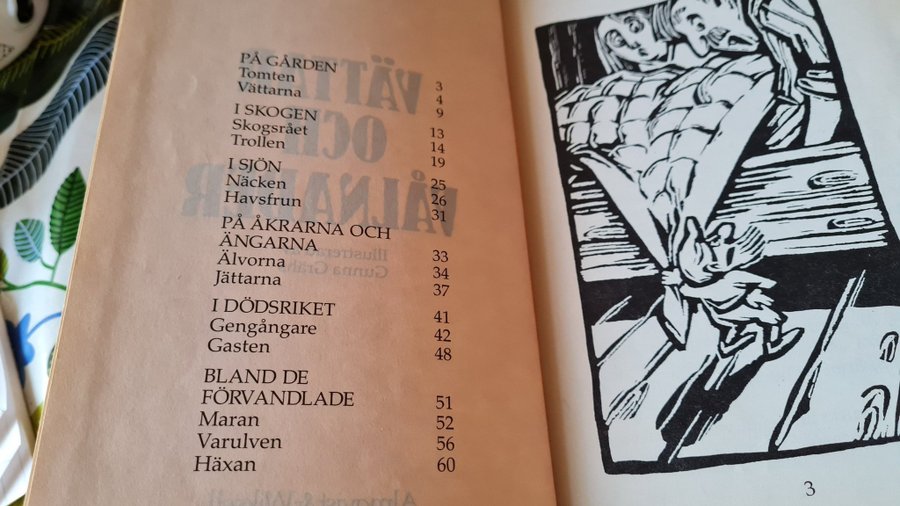 PÅ GÅRDEN 3
Tomten 4
Vättarna 9
I SKOGEN 13
Skogsrået 14
Trollen 19
I SJÖN 25
Näcken 26
Havsfrun 31
PÅ ÅKRARNA OCH
ÄNGARNA 33
Älvorna 34
Jättarna 37
I DÖDSRIKET 41
Gengångare 42
Gasten 48
BLAND DE
FÖRVANDLADE 51
Maran 52
Varulven 56
Häxan 60
3